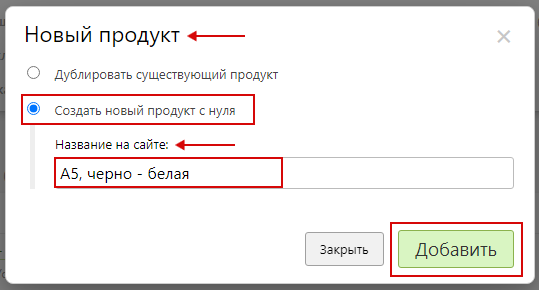 Новый продукт
Дублировать существующий продукт
Создать новый продукт с нуля
Название на сайте:
А5, черно - белая
Закрыть
Добавить